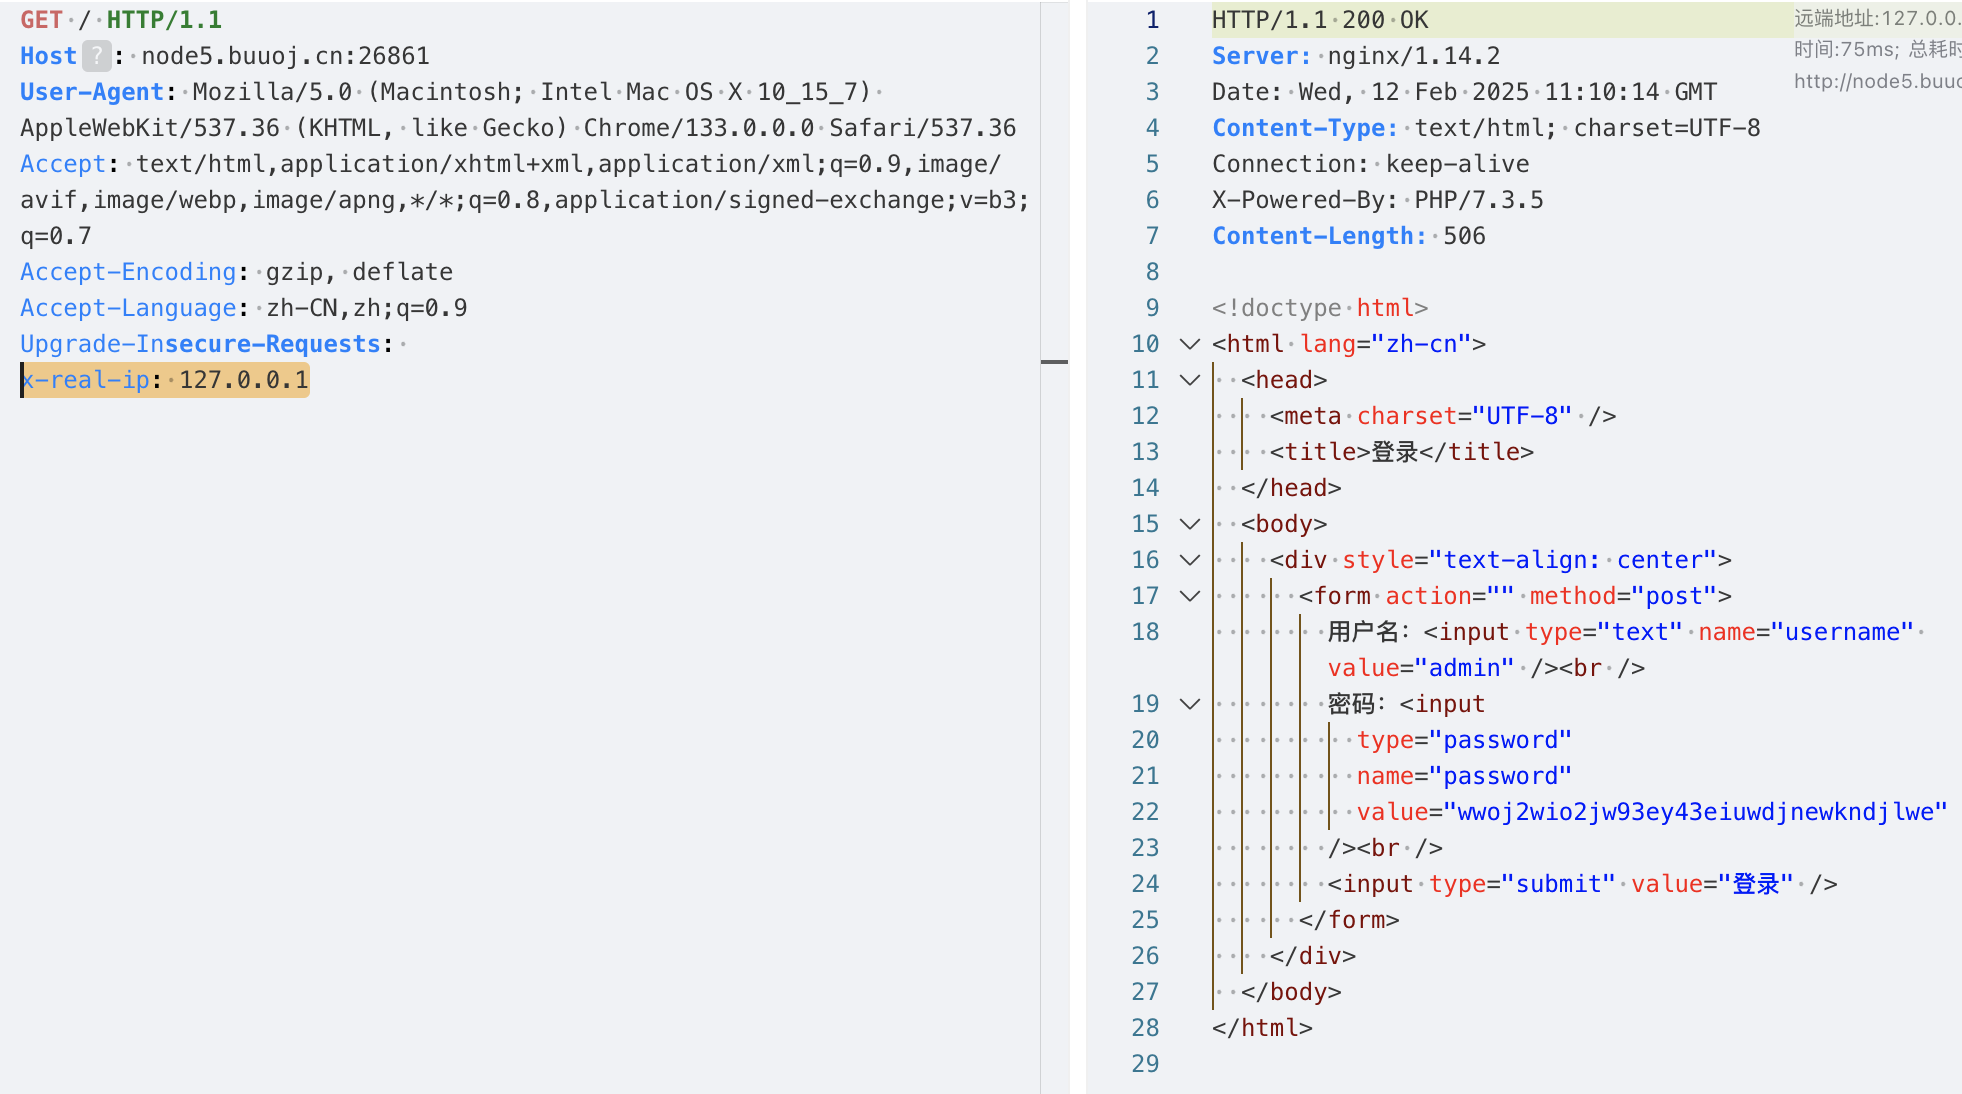 GET / HTTP/1.1
Host ? : node5.buuoj.cn:26861
User-Agent: Mozilla/5.0 (Macintosh; Intel Mac OS X 10_15_7)
AppleWebKit/537.36 (KHTML, like Gecko) Chrome/133.0.0.0 Safari/537.36
Accept: text/html,application/xhtml+xml,application/xml;q=0.9,image/
avif,image/webp,image/apng,*/*;q=0.8,application/signed-exchange;v=b3;
q=0.7
Accept-Encoding: gzip, deflate
Accept-Language: zh-CN,zh;q=0.9
Upgrade-Insecure-Requests:
x-real-ip: 127.0.0.1
1 HTTP/1.1 200 OK
2 Server: nginx/1.14.2
3 Date: Wed, 12 Feb 2025 11:10:14 GMT
4 Content-Type: text/html; charset=UTF-8
5 Connection: keep-alive
6 X-Powered-By: PHP/7.3.5
7 Content-Length: 506
8
9 <!doctype html>
10 <html lang="zh-cn">
11 <head>
12 <meta charset="UTF-8" />
13 <title>登录</title>
14 </head>
15 <body>
16 <div style="text-align: center">
17 <form action="" method="post">
18 用户名：<input type="text" name="username"
value="admin" /><br />
19 密码：<input
20 type="password"
21 name="password"
22 value="wwoj2wio2jw93ey43eiuwdjnewkndjlwe"
23 /><br />
24 <input type="submit" value="登录" />
25 </form>
26 </div>
27 </body>
28 </html>
29
远端地址:127.0.0.
时间:75ms; 总耗时
http://node5.buuo